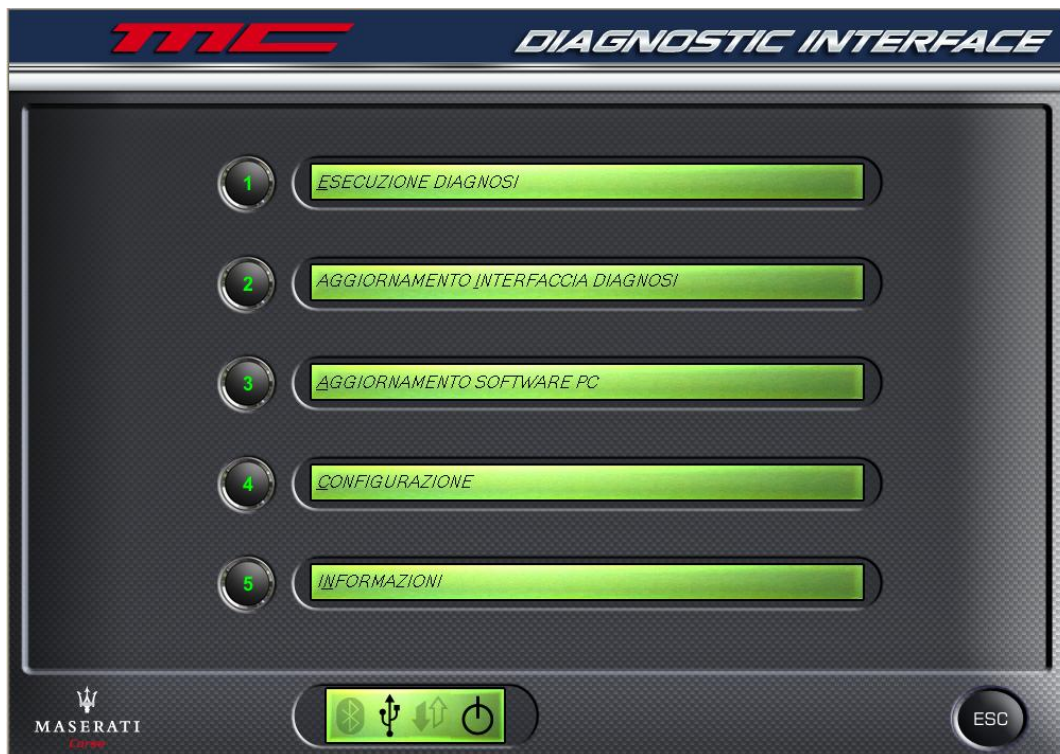 MC
DIAGNOSTIC INTERFACE
1 ESECUZIONE DIAGNOSI
2 AGGIORNAMENTO INTERFACCIA DIAGNOSI
3 AGGIORNAMENTO SOFTWARE PC
4 CONFIGURAZIONE
5 INFORMAZIONI
MASERATI
Corse
ESC